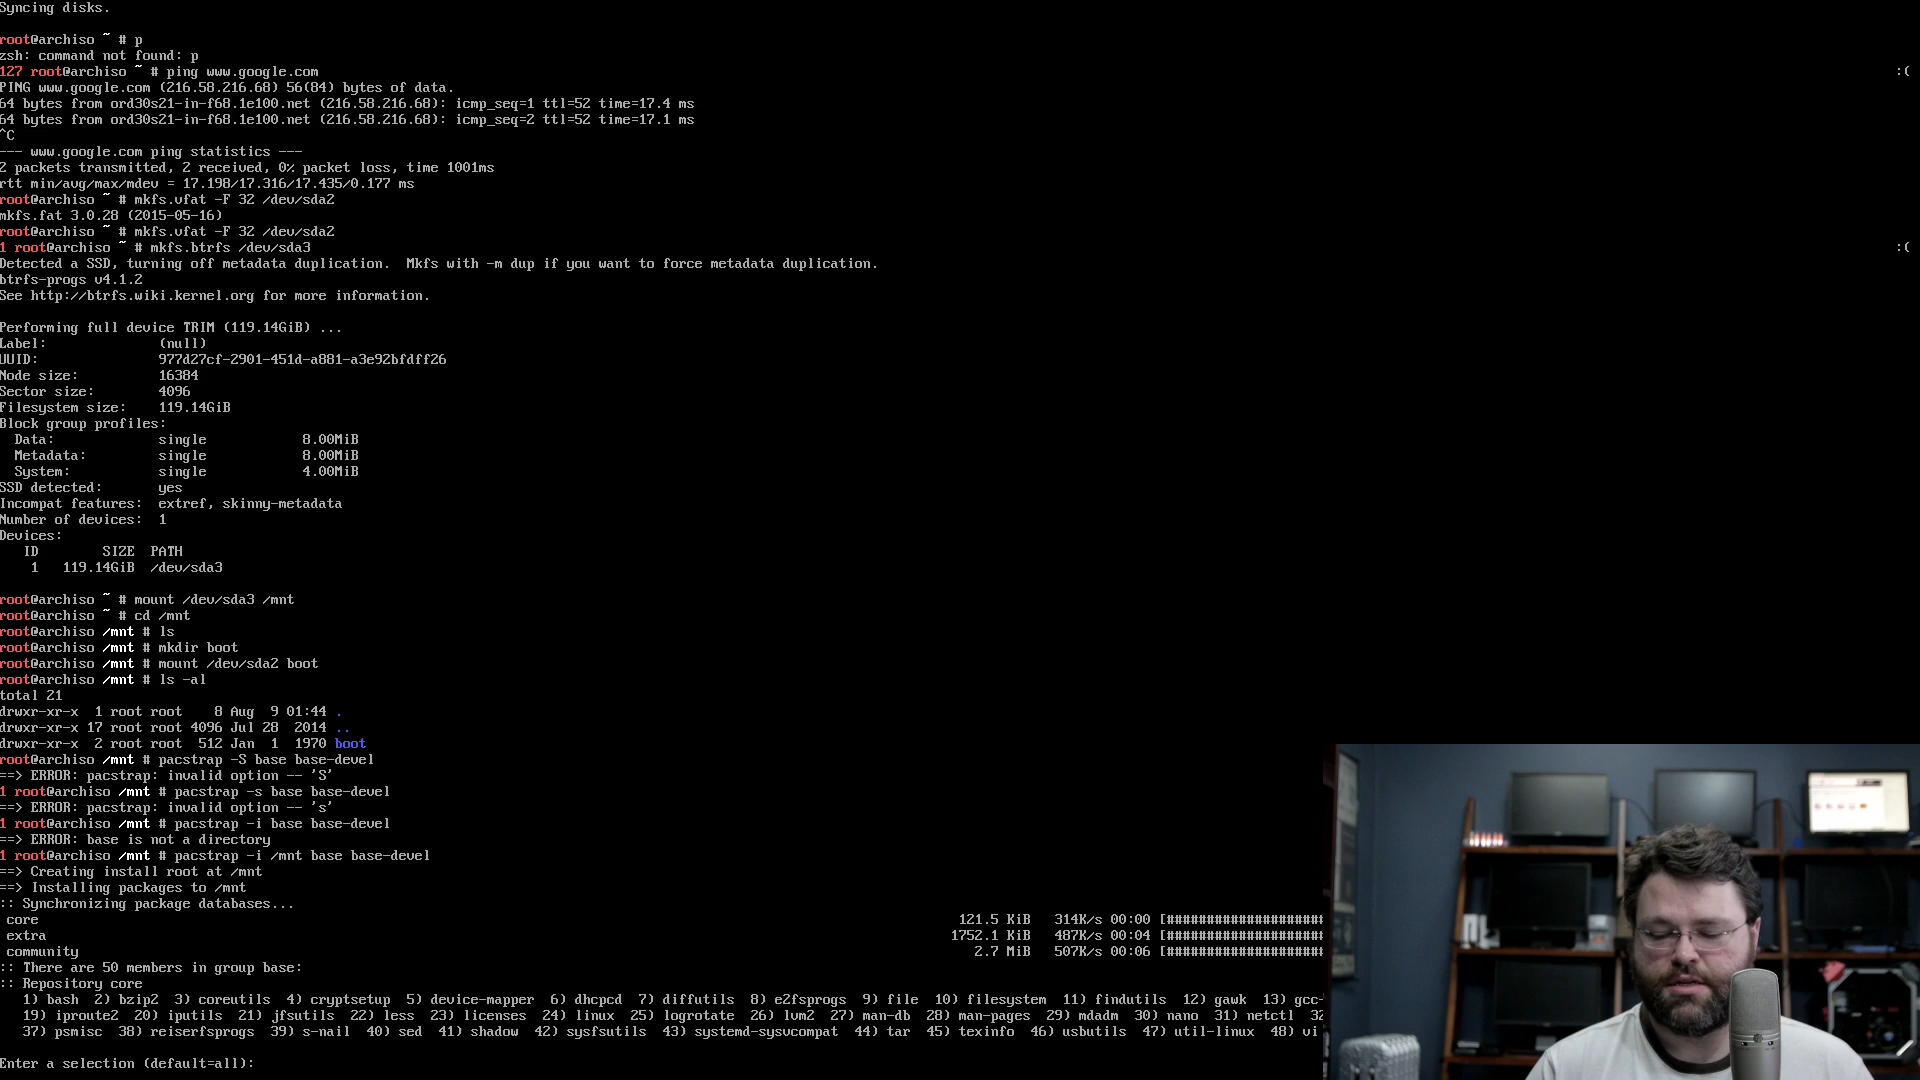 Syncing disks.
root@archiso ~ # p
zsh: command not found: p
127 root@archiso ~ # ping www.google.com :(
PING www.google.com (216.58.216.68) 56(84) bytes of data.
64 bytes from ord30s21-in-f68.1e100.net (216.58.216.68): icmp_seq=1 ttl=52 time=17.4 ms
64 bytes from ord30s21-in-f68.1e100.net (216.58.216.68): icmp_seq=2 ttl=52 time=17.1 ms
^C
--- www.google.com ping statistics ---
2 packets transmitted, 2 received, 0% packet loss, time 1001ms
rtt min/avg/max/mdev = 17.198/17.316/17.435/0.177 ms
root@archiso ~ # mkfs.vfat -F 32 /dev/sda2
mkfs.fat 3.0.28 (2015-05-16)
root@archiso ~ # mkfs.vfat -F 32 /dev/sda2
1 root@archiso ~ # mkfs.btrfs /dev/sda3 :(
Detected a SSD, turning off metadata duplication.  Mkfs with -m dup if you want to force metadata duplication.
btrfs-progs v4.1.2
See http://btrfs.wiki.kernel.org for more information.
Performing full device TRIM (119.14GiB) ...
Label: (null)
UUID: 977d27cf-2901-451d-a881-a3e92bfdff26
Node size: 16384
Sector size: 4096
Filesystem size: 119.14GiB
Block group profiles:
Data: single 8.00MiB
Metadata: single 8.00MiB
System: single 4.00MiB
SSD detected: yes
Incompat features: extref, skinny-metadata
Number of devices: 1
Devices:
ID SIZE PATH
1 119.14GiB /dev/sda3
root@archiso ~ # mount /dev/sda3 /mnt
root@archiso ~ # cd /mnt
root@archiso /mnt # ls
root@archiso /mnt # mkdir boot
root@archiso /mnt # mount /dev/sda2 boot
root@archiso /mnt # ls -al
total 21
drwxr-xr-x 1 root root 8 Aug 9 01:44 .
drwxr-xr-x 17 root root 4096 Jul 28 2014 ..
drwxr-xr-x 2 root root 512 Jan 1 1970 boot
root@archiso /mnt # pacstrap -S base base-devel
==> ERROR: pacstrap: invalid option -- 'S'
1 root@archiso /mnt # pacstrap -s base base-devel
==> ERROR: pacstrap: invalid option -- 's'
1 root@archiso /mnt # pacstrap -i base base-devel
==> ERROR: base is not a directory
1 root@archiso /mnt # pacstrap -i /mnt base base-devel
==> Creating install root at /mnt
==> Installing packages to /mnt
:: Synchronizing package databases...
core 121.5 KiB 314K/s 00:00 [####################
extra 1752.1 KiB 487K/s 00:04 [####################
community 2.7 MiB 507K/s 00:06 [####################
:: There are 50 members in group base:
:: Repository core
1) bash 2) bzip2 3) coreutils 4) cryptsetup 5) device-mapper 6) dhcpcd 7) diffutils 8) e2fsprogs 9) file 10) filesystem 11) findutils 12) gawk 13) gcc-
19) iproute2 20) iputils 21) jfsutils 22) less 23) licenses 24) linux 25) logrotate 26) lvm2 27) man-db 28) man-pages 29) mdadm 30) nano 31) netctl 32
37) psmisc 38) reiserfsprogs 39) s-nail 40) sed 41) shadow 42) sysfsutils 43) systemd-sysvcompat 44) tar 45) texinfo 46) usbutils 47) util-linux 48) vi
Enter a selection (default=all):